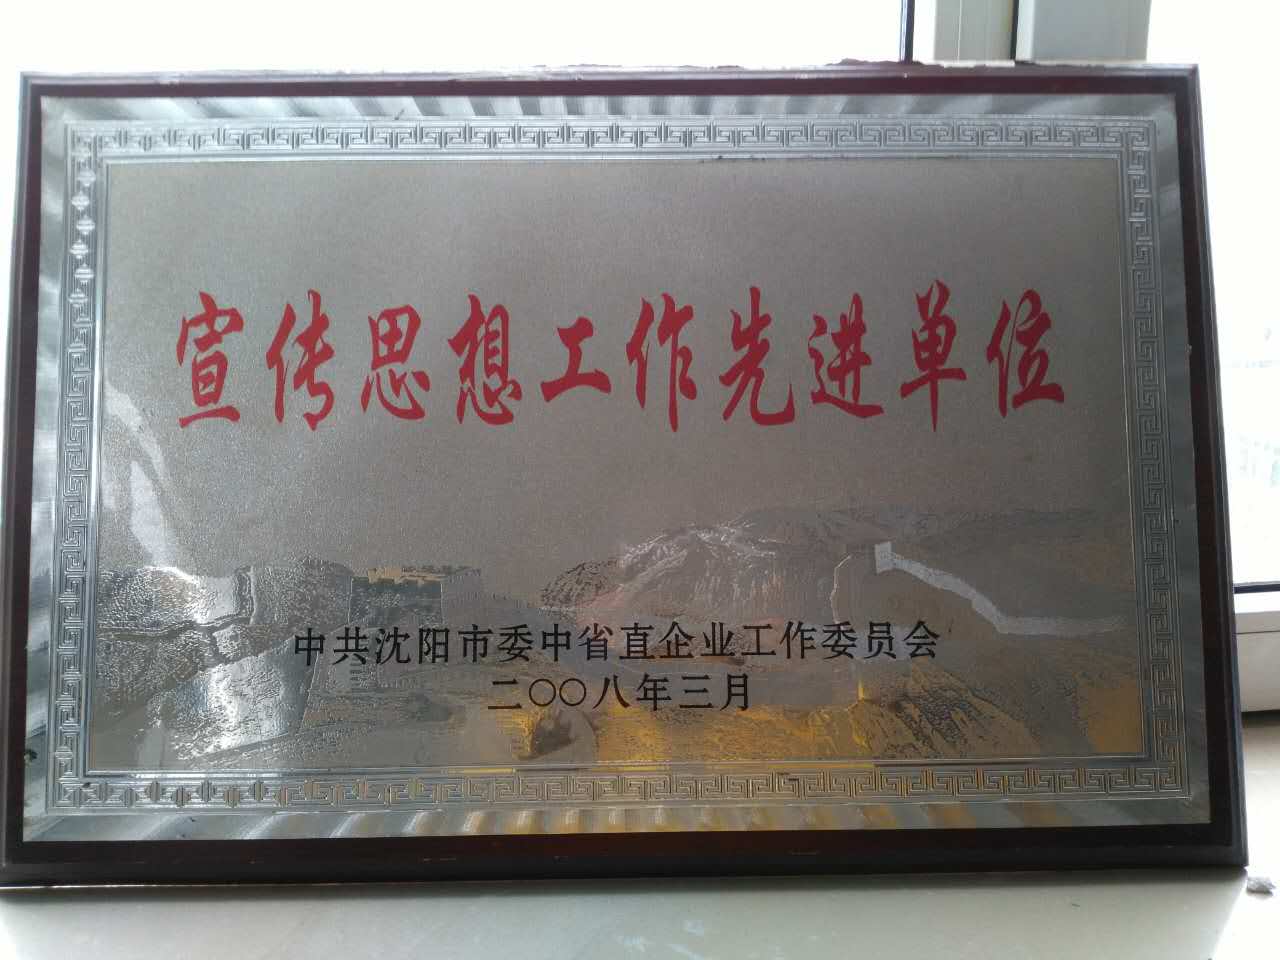 宣传思想工作先进单位
中共沈阳市委中省直企业工作委员会
二〇〇八年三月